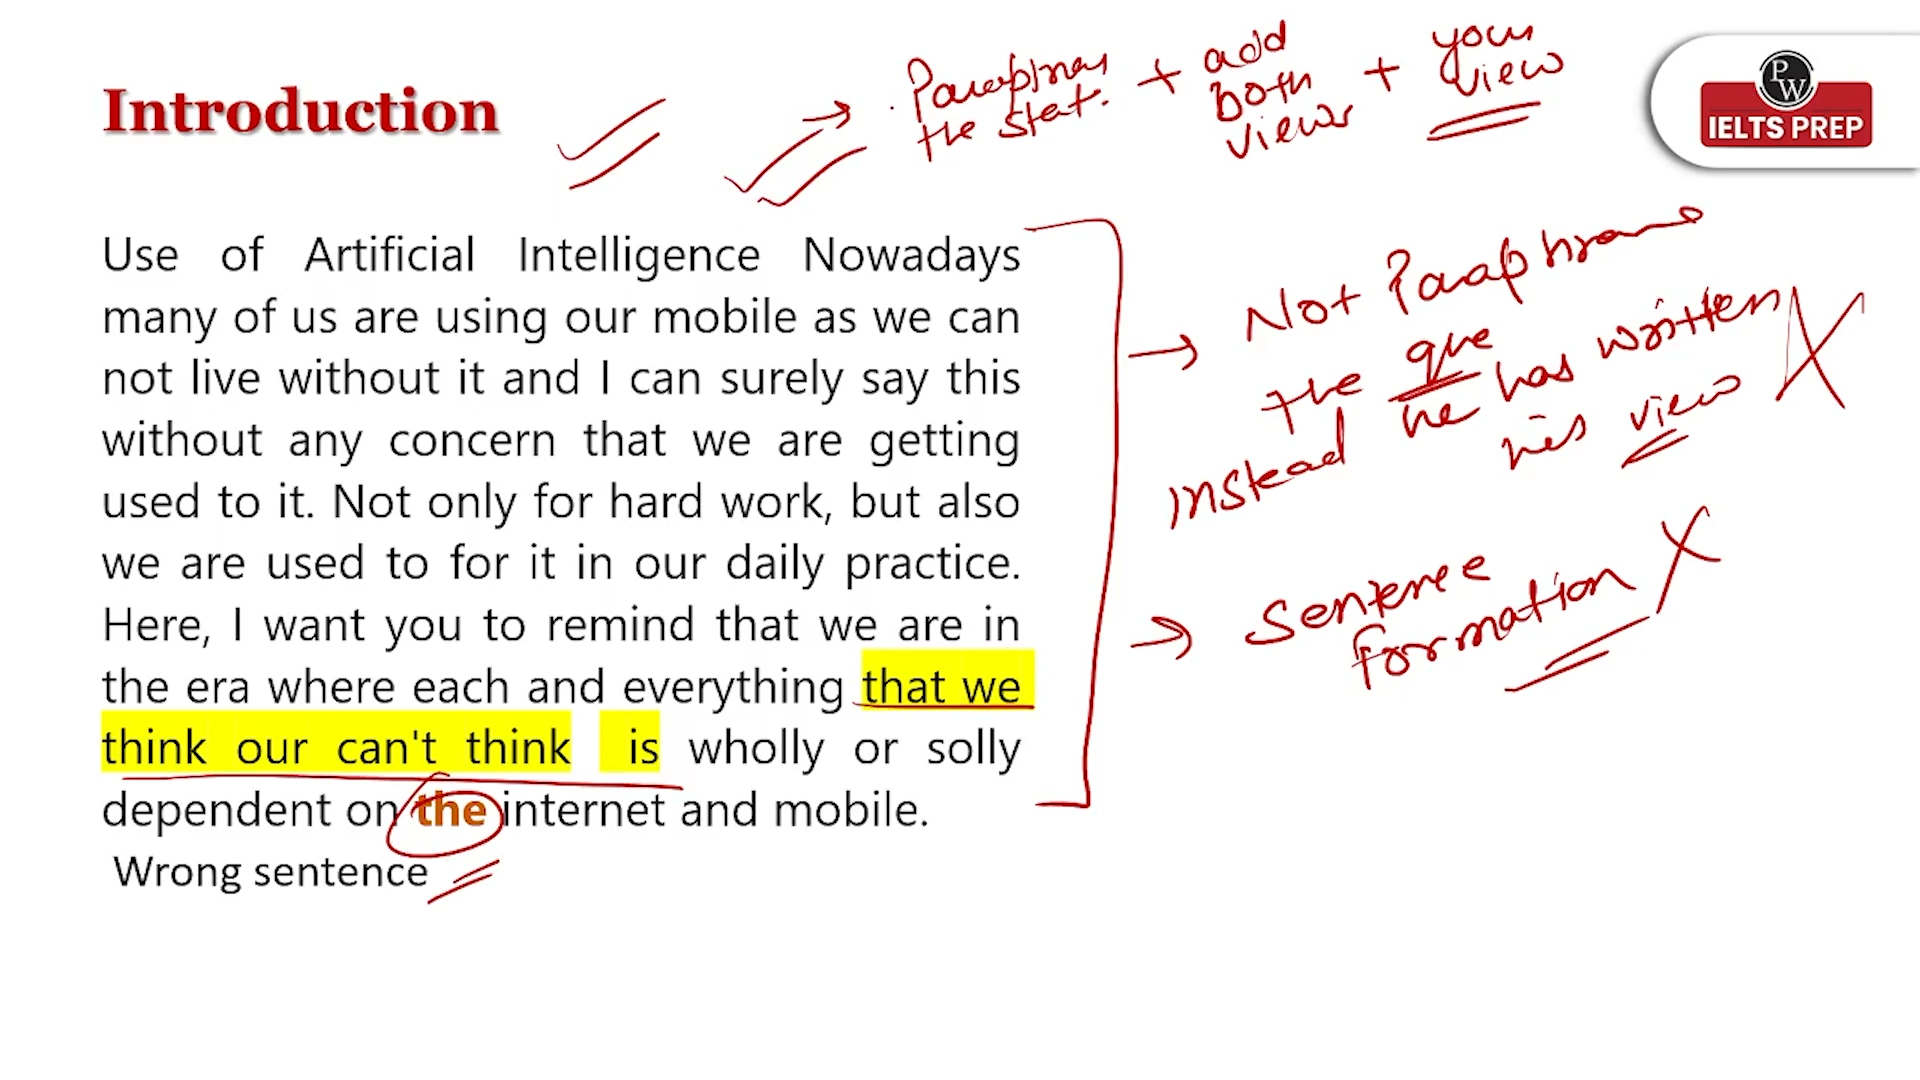 Introduction
Paraphras + add + your
the stat. both view
views
PW
IELTS PREP
Use of Artificial Intelligence Nowadays
many of us are using our mobile as we can
not live without it and I can surely say this
without any concern that we are getting
used to it. Not only for hard work, but also
we are used to for it in our daily practice.
Here, I want you to remind that we are in
the era where each and everything that we
think our can't think is wholly or solly
dependent on the internet and mobile.
Wrong sentence
→ Not Paraphrase
the que
instead he has written
his view X
→ Sentence
formation X